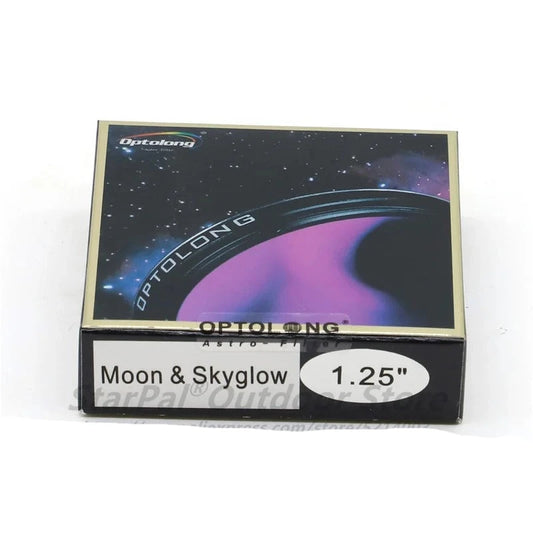 Optolong®
OPTOLONG
OPTOLONG®
Astro- Filter
Moon & Skyglow
1.25"
StarPal® Outdoor Store